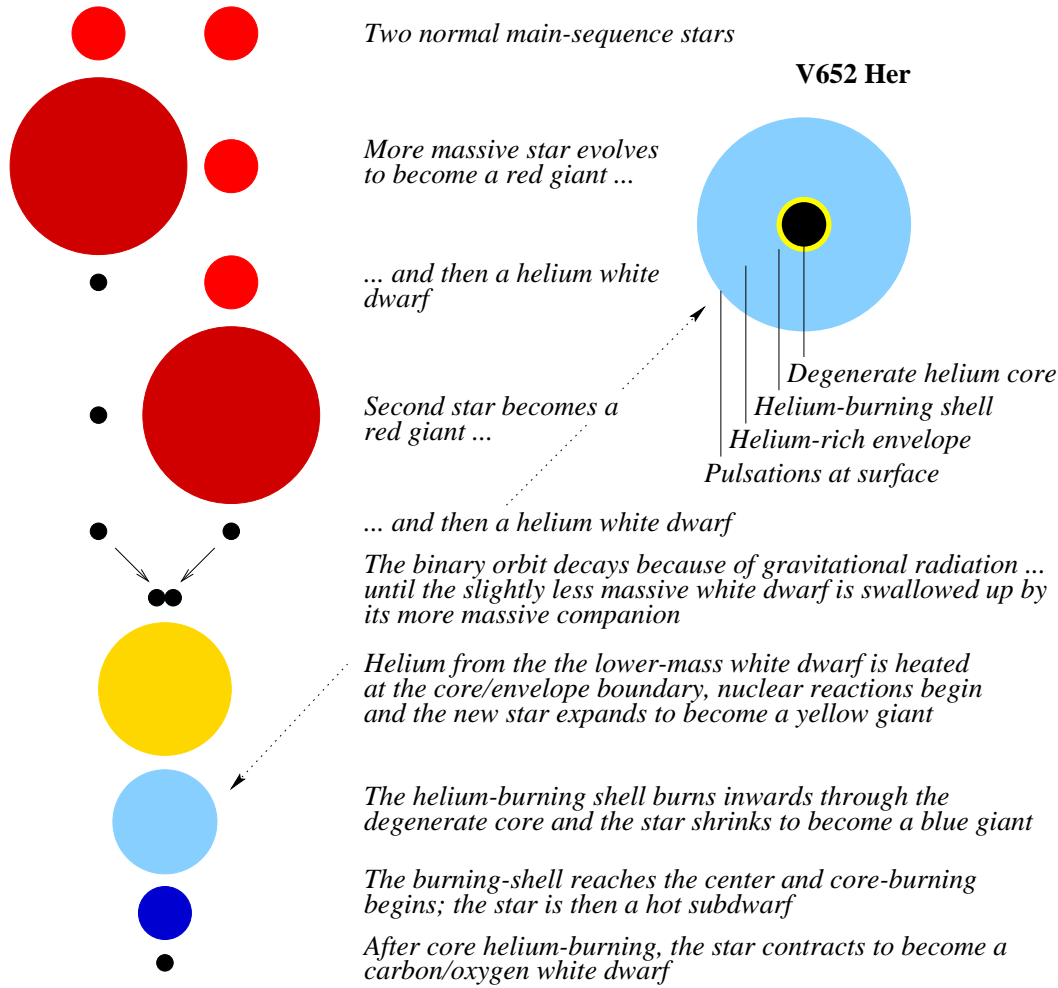 Two normal main-sequence stars
V652 Her
More massive star evolves
to become a red giant ...
... and then a helium white
dwarf
Degenerate helium core
Helium-burning shell
Helium-rich envelope
Pulsations at surface
Second star becomes a
red giant ...
... and then a helium white dwarf
The binary orbit decays because of gravitational radiation ...
until the slightly less massive white dwarf is swallowed up by
its more massive companion
Helium from the the lower-mass white dwarf is heated
at the core/envelope boundary, nuclear reactions begin
and the new star expands to become a yellow giant
The helium-burning shell burns inwards through the
degenerate core and the star shrinks to become a blue giant
The burning-shell reaches the center and core-burning
begins; the star is then a hot subdwarf
After core helium-burning, the star contracts to become a
carbon/oxygen white dwarf